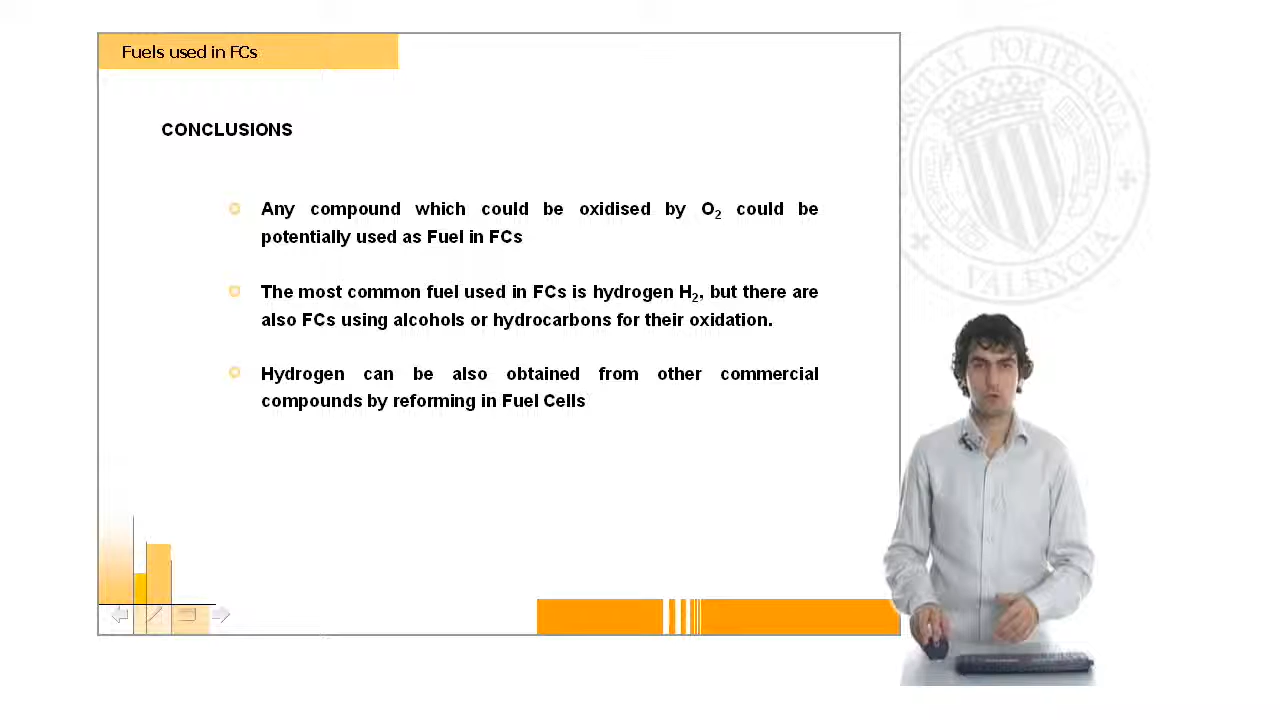 Fuels used in FCs
CONCLUSIONS
Any compound which could be oxidised by O₂ could be
potentially used as Fuel in FCs
The most common fuel used in FCs is hydrogen H₂, but there are
also FCs using alcohols or hydrocarbons for their oxidation.
Hydrogen can be also obtained from other commercial
compounds by reforming in Fuel Cells
POLITECNICA
VALENCIA